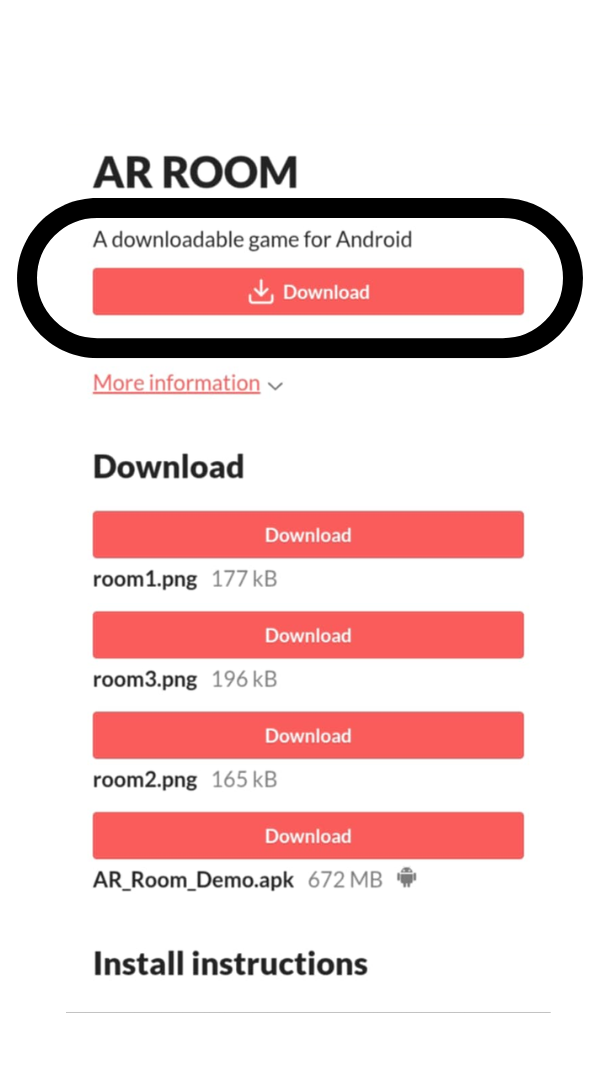 AR ROOM
A downloadable game for Android
Download
More information
Download
Download
room1.png 177 kB
Download
room3.png 196 kB
Download
room2.png 165 kB
Download
AR_Room_Demo.apk 672 MB
Install instructions